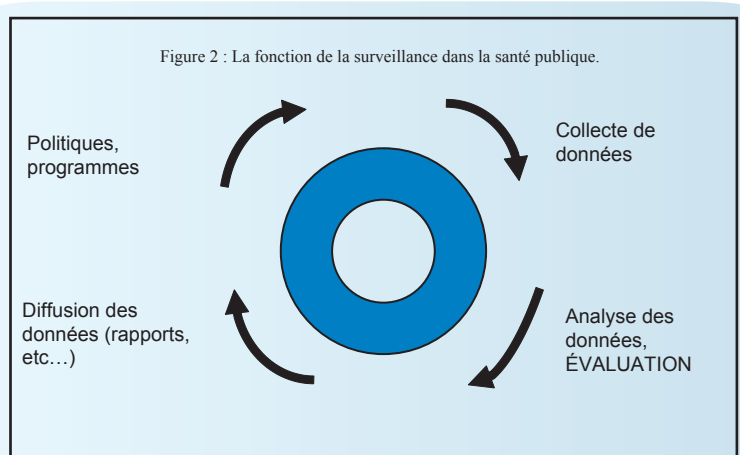 Figure 2 : La fonction de la surveillance dans la santé publique.
Politiques,
programmes
Collecte de
données
Diffusion des
données (rapports,
etc…)
Analyse des
données,
ÉVALUATION